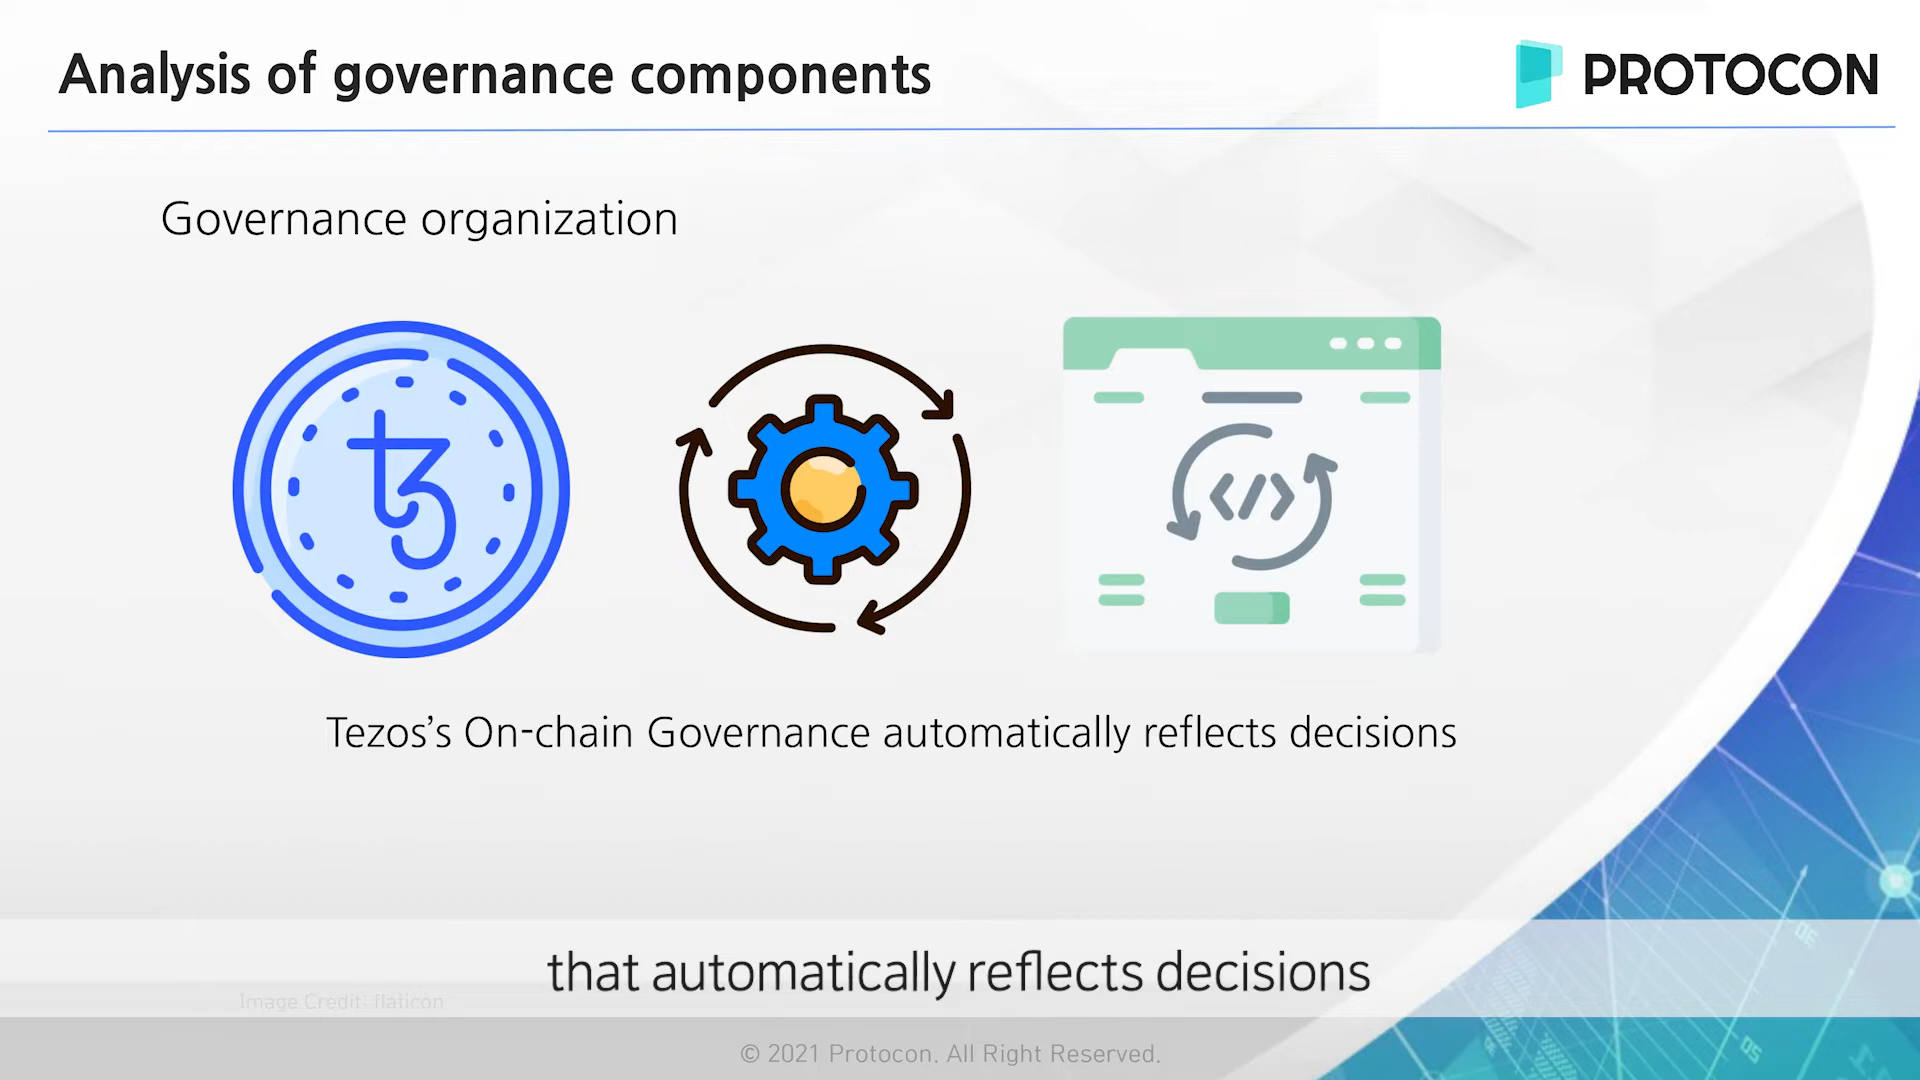 Analysis of governance components
PROTOCON
Governance organization
Tezos’s On-chain Governance automatically reflects decisions
that automatically reflects decisions
Image Credit: flaticon
© 2021 Protocon. All Right Reserved.